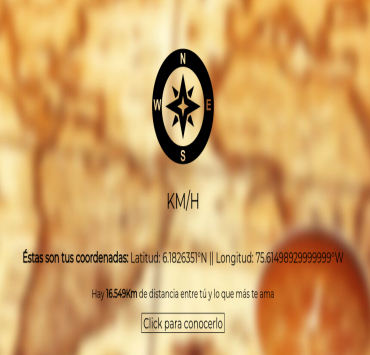 N
W E
S
KM/H
Éstas son tus coordenadas: Latitud: 6.1826351°N || Longitud: 75.61498929999999°W
Hay 16.549Km de distancia entre tú y lo que más te ama
Click para conocerlo